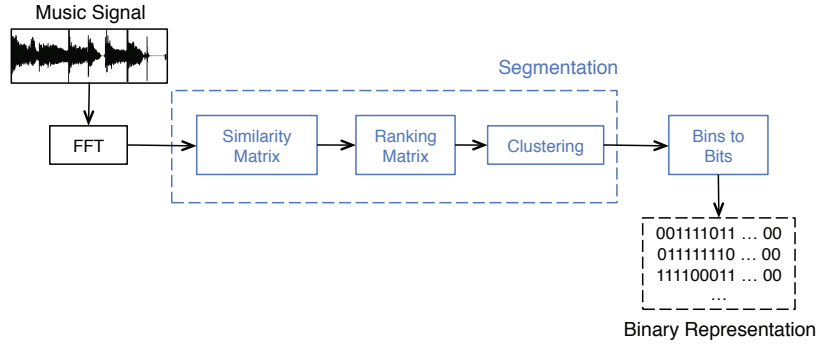 Music Signal
Segmentation
FFT
Similarity
Matrix
Ranking
Matrix
Clustering
Bins to
Bits
001111011 ... 00
011111110 ... 00
111100011 ... 00
...
Binary Representation